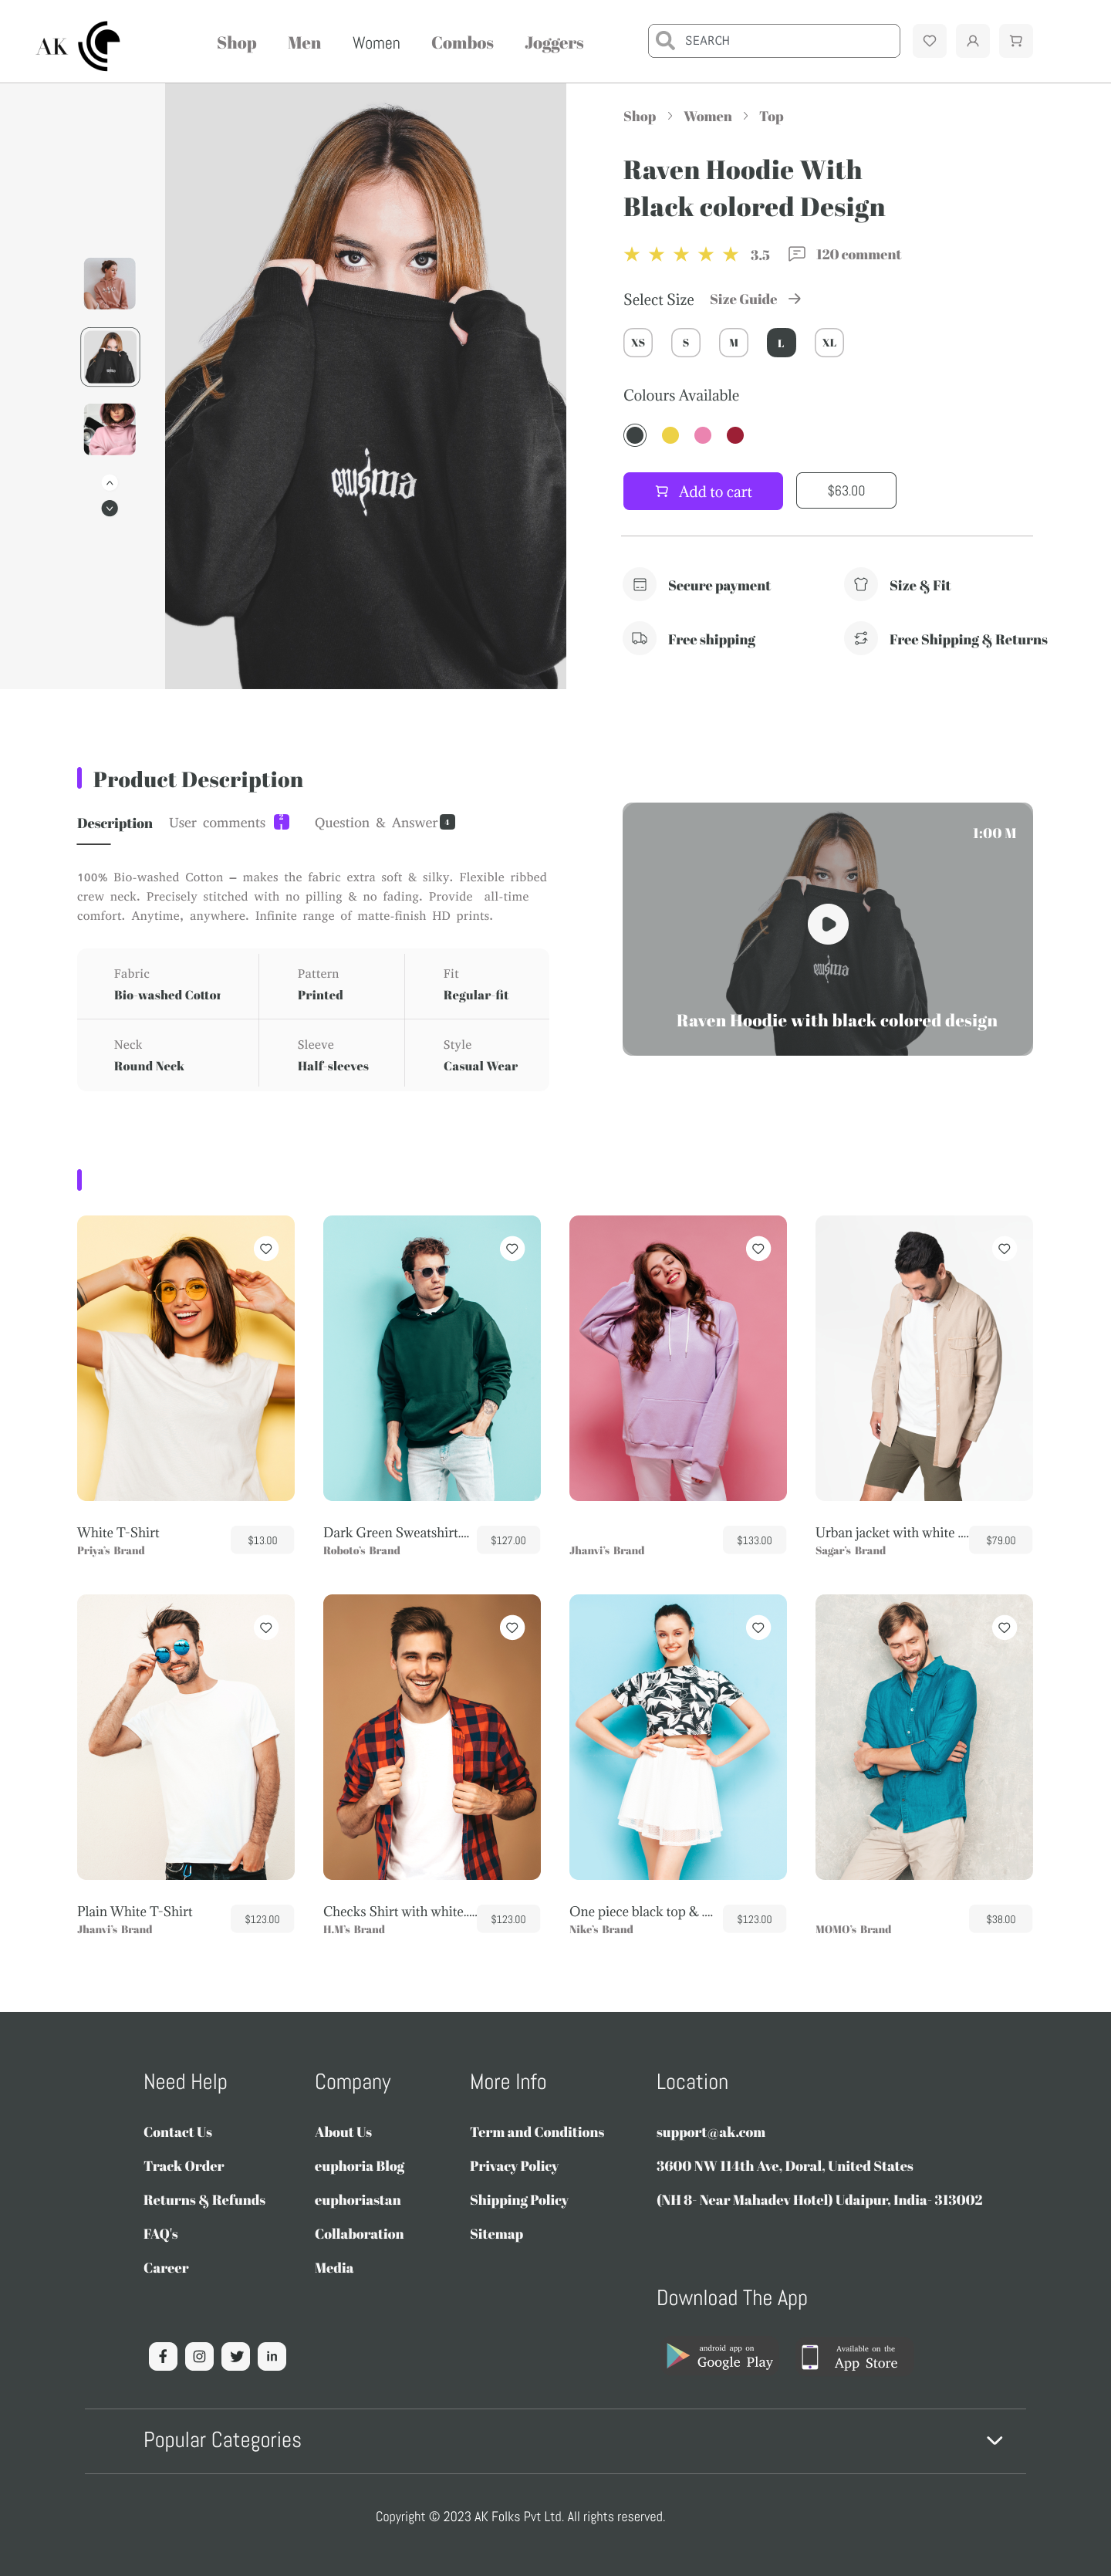 AK
Shop Men Women Combos Joggers
SEARCH
Shop > Women > Top
Raven Hoodie With
Black colored Design
3.5 120 comment
Select Size Size Guide
XS S M L XL
Colours Available
Add to cart $63.00
Secure payment Size & Fit
Free shipping Free Shipping & Returns
enigma
Product Description
Description User comments Question & Answer 4
100% Bio-washed Cotton – makes the fabric extra soft & silky. Flexible ribbed
crew neck. Precisely stitched with no pilling & no fading. Provide all-time
comfort. Anytime, anywhere. Infinite range of matte-finish HD prints.
Fabric Pattern Fit
Bio-washed Cotton Printed Regular-fit
Neck Sleeve Style
Round Neck Half-sleeves Casual Wear
1:00 M
enigma
Raven Hoodie with black colored design
White T-Shirt $13.00
Priya's Brand
Dark Green Sweatshirt.... $127.00
Roboto's Brand
$133.00
Jhanvi's Brand
Urban jacket with white .... $79.00
Sagar's Brand
Plain White T-Shirt $123.00
Jhanvi's Brand
Checks Shirt with white..... $123.00
H.M's Brand
One piece black top & .... $123.00
Nike's Brand
$38.00
MOMO's Brand
Need Help Company More Info Location
Contact Us About Us Term and Conditions support@ak.com
Track Order euphoria Blog Privacy Policy 3600 NW 114th Ave, Doral, United States
Returns & Refunds euphoriastan Shipping Policy (NH 8- Near Mahadev Hotel) Udaipur, India- 313002
FAQ's Collaboration Sitemap
Career Media
Download The App
android app on Available on the
Google Play App Store
in
Popular Categories
Copyright © 2023 AK Folks Pvt Ltd. All rights reserved.